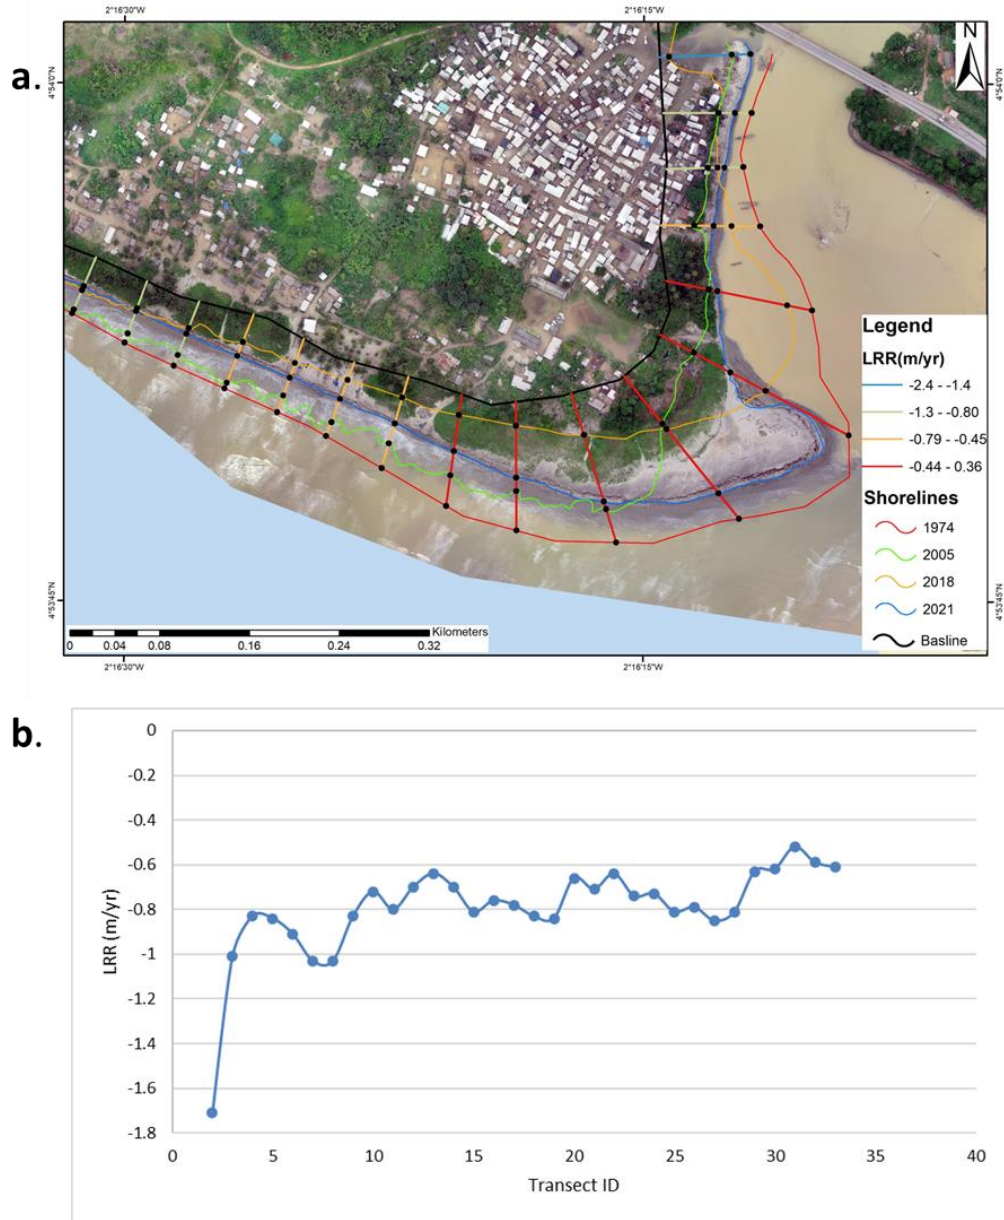 a.
2°16'30"W
2°16'15"W
N
4°54'0"N
4°54'0"N
Legend
LRR(m/yr)
-2.4 - -1.4
-1.3 - -0.80
-0.79 - -0.45
-0.44 - 0.36
Shorelines
1974
2005
2018
2021
Basline
4°53'45"N
4°53'45"N
Kilometers
0 0.04 0.08 0.16 0.24 0.32
2°16'30"W
2°16'15"W
b.
0
-0.2
-0.4
-0.6
-0.8
-1
-1.2
-1.4
-1.6
-1.8
LRR (m/yr)
0 5 10 15 20 25 30 35 40
Transect ID